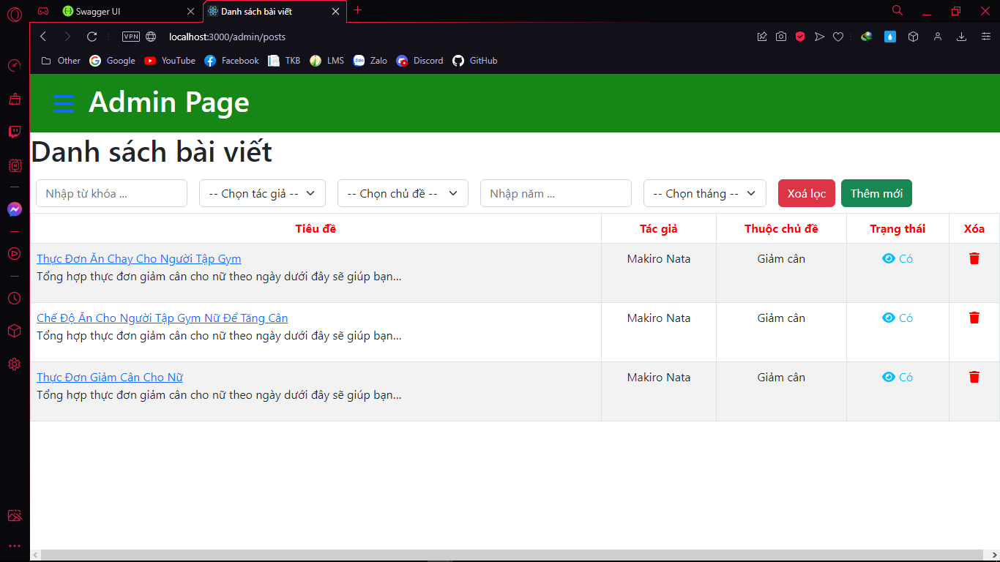 Swagger UI
Danh sách bài viết
VPN
localhost:3000/admin/posts
Other Google YouTube Facebook TKB LMS Zalo Discord GitHub
Admin Page
Danh sách bài viết
Nhập từ khóa ... -- Chọn tác giả -- -- Chọn chủ đề -- Nhập năm ... -- Chọn tháng -- Xoá lọc Thêm mới
Tiêu đề Tác giả Thuộc chủ đề Trạng thái Xóa
Thực Đơn Ăn Chay Cho Người Tập Gym Makiro Nata Giảm cân Có
Tổng hợp thực đơn giảm cân cho nữ theo ngày dưới đây sẽ giúp bạn...
Chế Độ Ăn Cho Người Tập Gym Nữ Để Tăng Cân Makiro Nata Giảm cân Có
Tổng hợp thực đơn giảm cân cho nữ theo ngày dưới đây sẽ giúp bạn...
Thực Đơn Giảm Cân Cho Nữ Makiro Nata Giảm cân Có
Tổng hợp thực đơn giảm cân cho nữ theo ngày dưới đây sẽ giúp bạn...